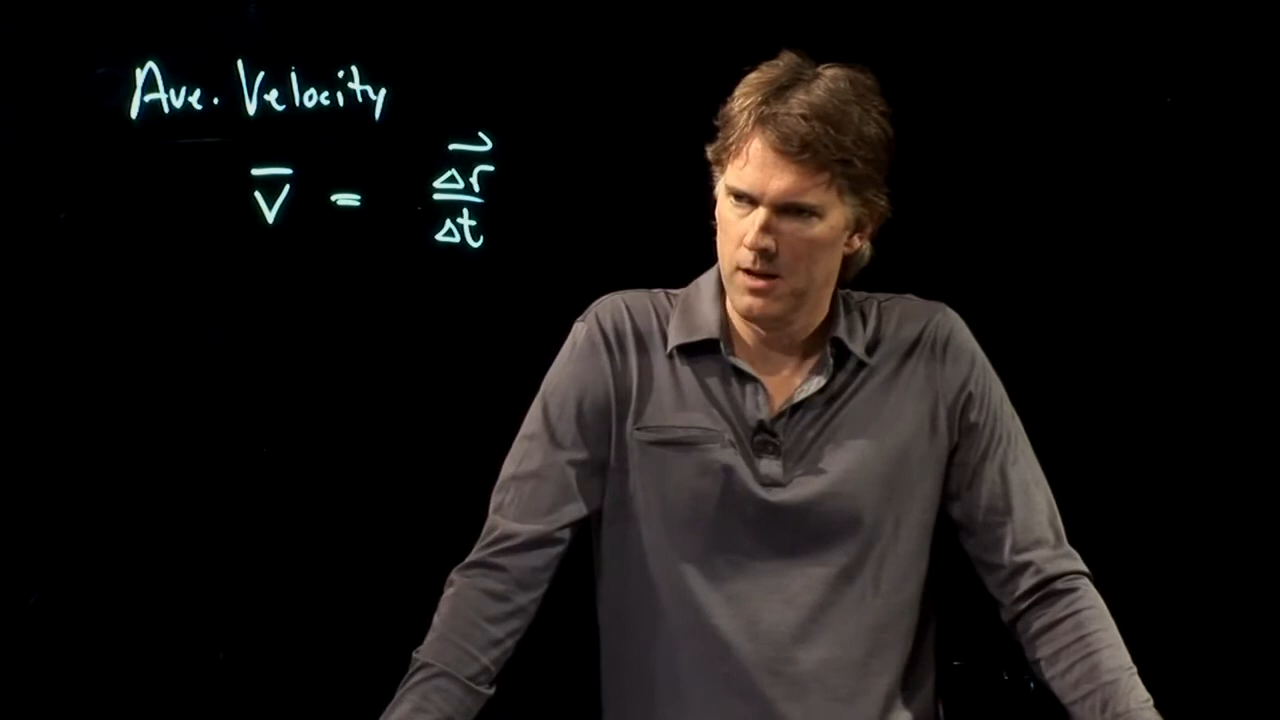 Ave. Velocity
v̄ = Δr⃗/Δt